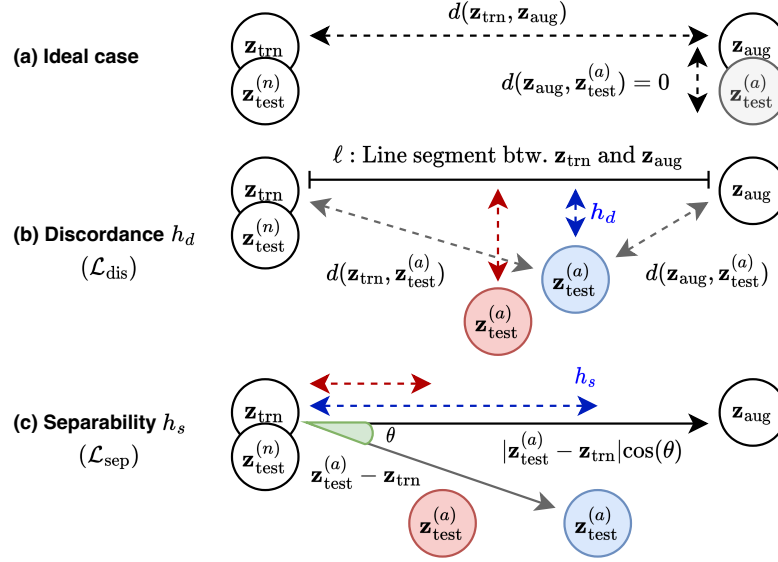 d(z_trn, z_aug)
(a) Ideal case
z_trn
z_test^(n)
z_aug
z_test^(a)
d(z_aug, z_test^(a)) = 0
ℓ : Line segment btw. z_trn and z_aug
(b) Discordance h_d
(ℒ_dis)
z_trn
z_test^(n)
z_aug
h_d
d(z_trn, z_test^(a))
z_test^(a)
d(z_aug, z_test^(a))
z_test^(a)
(c) Separability h_s
(ℒ_sep)
z_trn
z_test^(n)
h_s
z_aug
θ
|z_test^(a) − z_trn|cos(θ)
z_test^(a) − z_trn
z_test^(a)
z_test^(a)